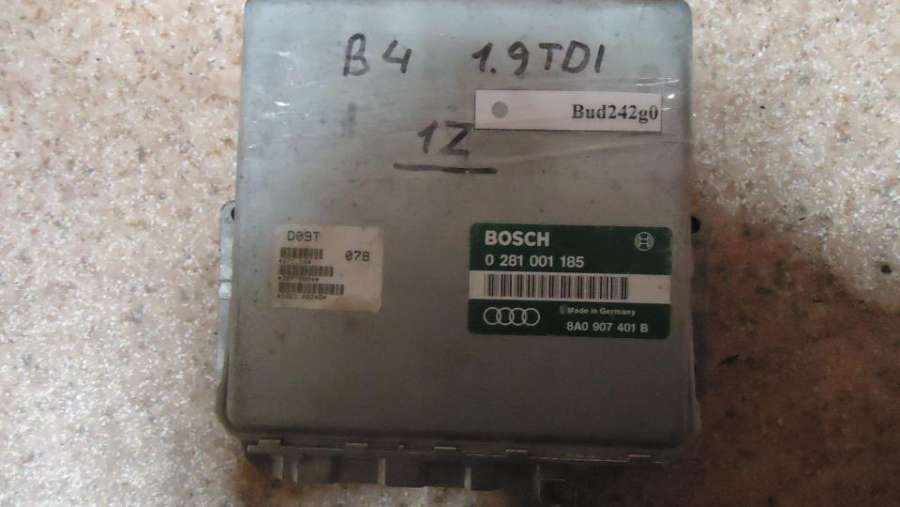 B4 1.9TDI
Bud242g0
1Z
D09T
078
BOSCH
0 281 001 185
Made in Germany
8A0 907 401 B